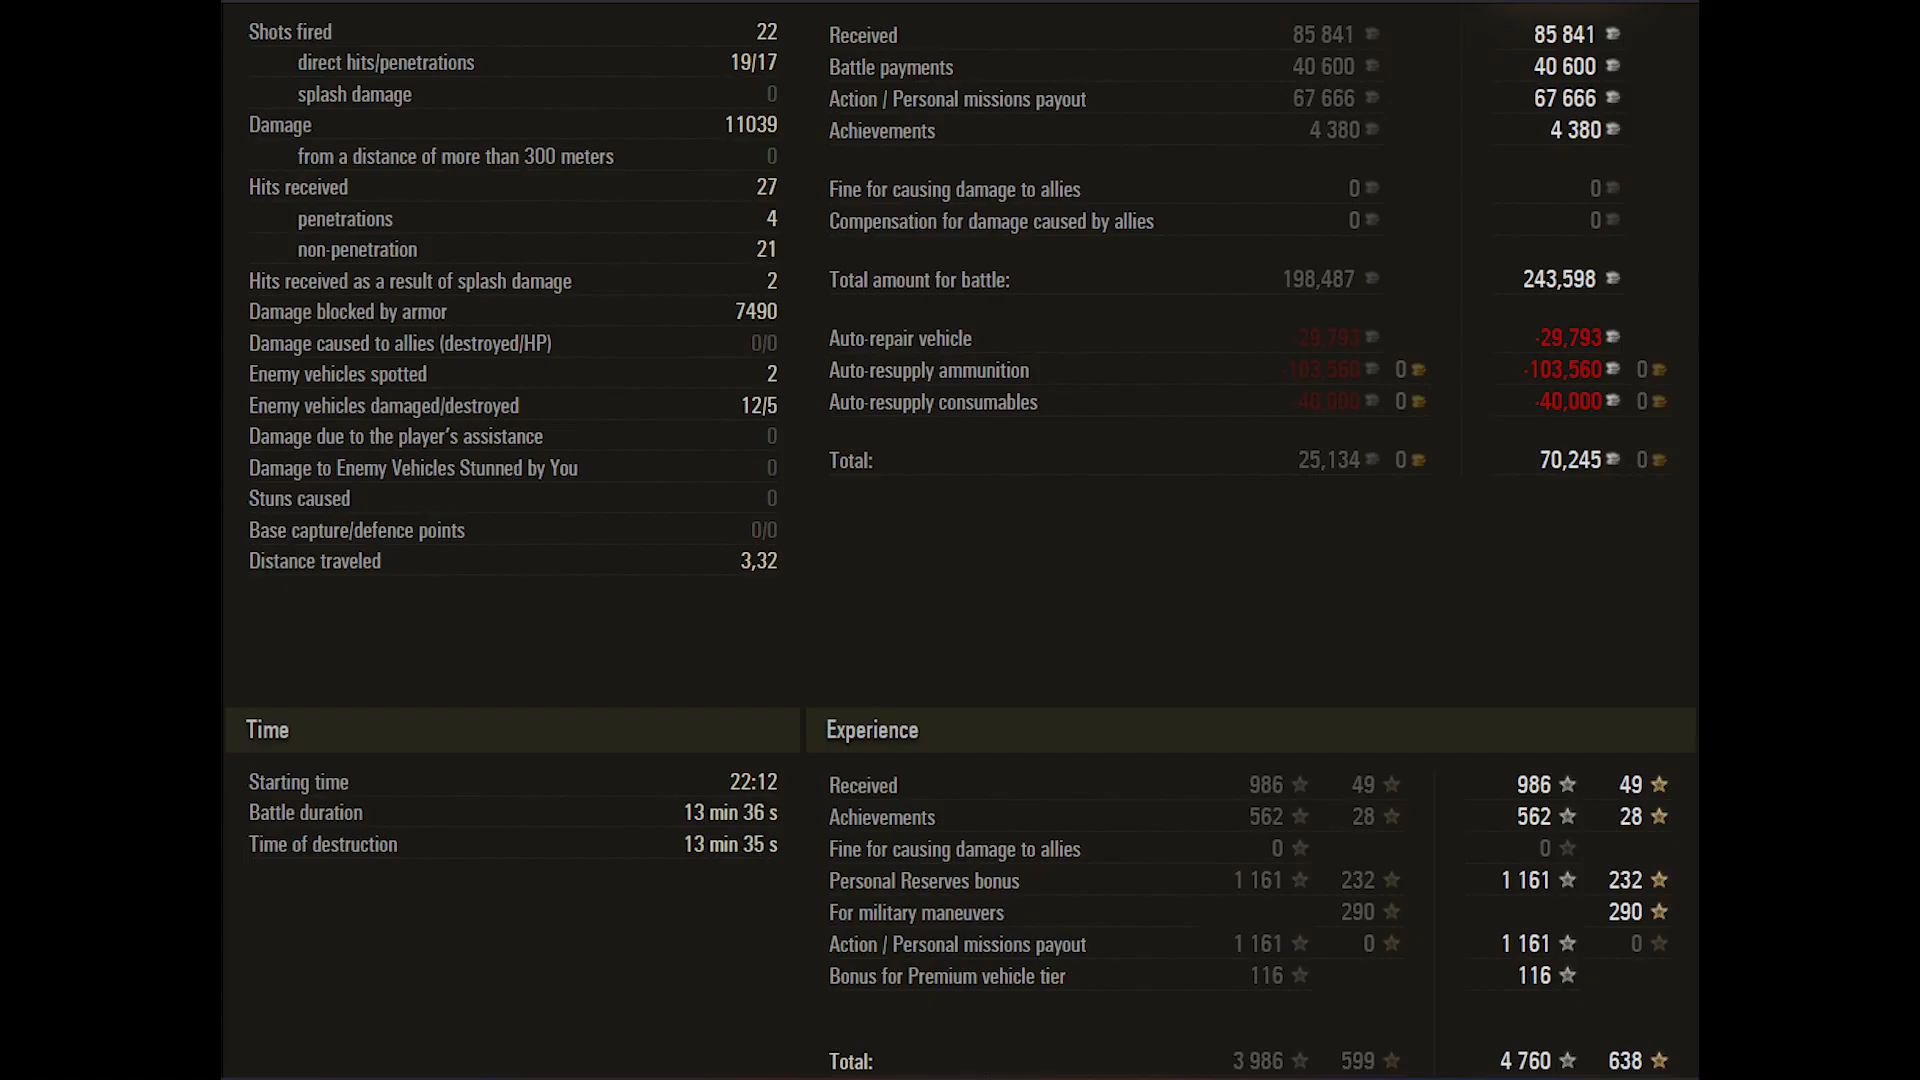 Shots fired 22
direct hits/penetrations 19/17
splash damage 0
Damage 11039
from a distance of more than 300 meters 0
Hits received 27
penetrations 4
non-penetration 21
Hits received as a result of splash damage 2
Damage blocked by armor 7490
Damage caused to allies (destroyed/HP) 0/0
Enemy vehicles spotted 2
Enemy vehicles damaged/destroyed 12/5
Damage due to the player's assistance 0
Damage to Enemy Vehicles Stunned by You 0
Stuns caused 0
Base capture/defence points 0/0
Distance traveled 3,32
Received 85 841 85 841
Battle payments 40 600 40 600
Action / Personal missions payout 67 666 67 666
Achievements 4 380 4 380
Fine for causing damage to allies 0 0
Compensation for damage caused by allies 0 0
Total amount for battle: 198,487 243,598
Auto-repair vehicle -29,793 -29,793
Auto-resupply ammunition -103,560 0 -103,560 0
Auto-resupply consumables -40,000 0 -40,000 0
Total: 25,134 0 70,245 0
Time
Starting time 22:12
Battle duration 13 min 36 s
Time of destruction 13 min 35 s
Experience
Received 986 49 986 49
Achievements 562 28 562 28
Fine for causing damage to allies 0 0
Personal Reserves bonus 1 161 232 1 161 232
For military maneuvers 290 290
Action / Personal missions payout 1 161 0 1 161 0
Bonus for Premium vehicle tier 116 116
Total: 3 986 599 4 760 638